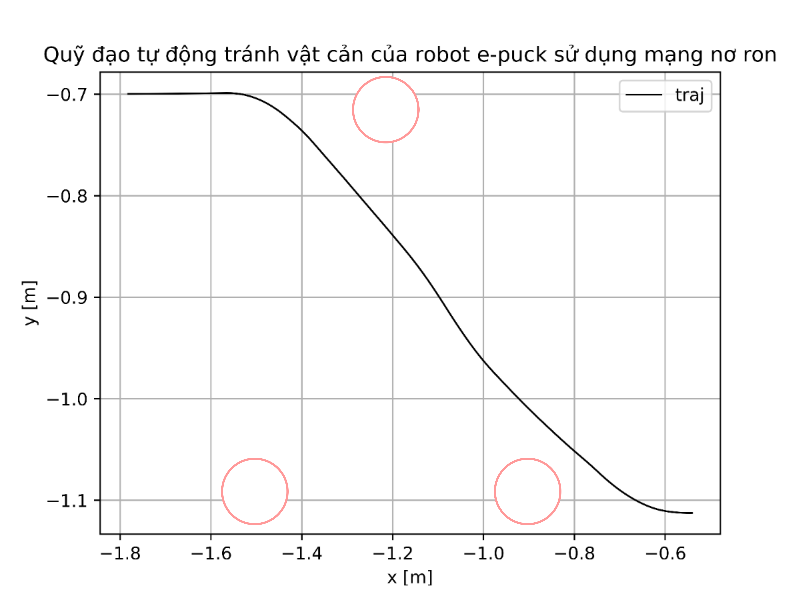 Quỹ đạo tự động tránh vật cản của robot e-puck sử dụng mạng nơ ron
traj
−0.7
−0.8
−0.9
−1.0
−1.1
y [m]
−1.8 −1.6 −1.4 −1.2 −1.0 −0.8 −0.6
x [m]